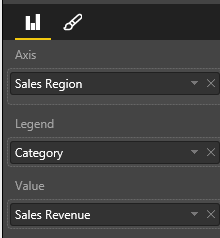 Axis
Sales Region
Legend
Category
Value
Sales Revenue